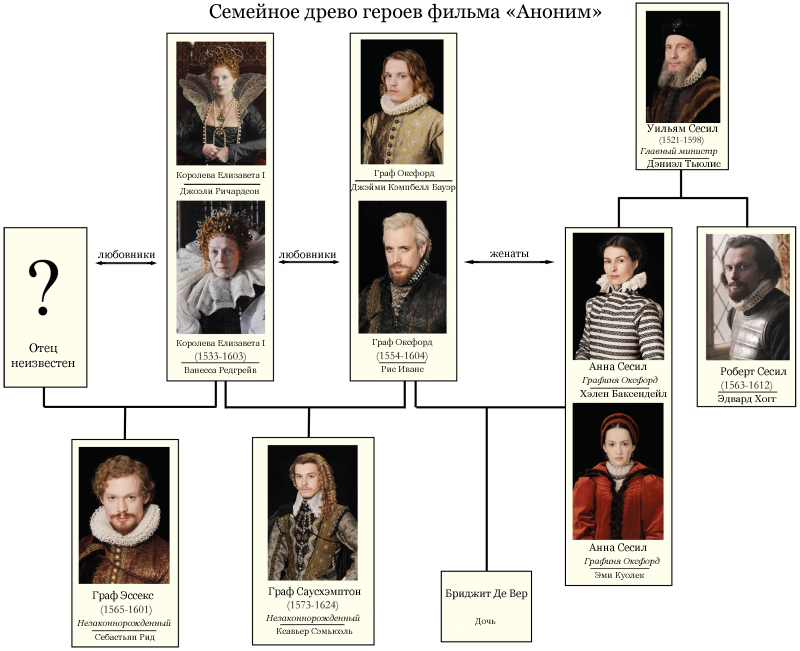 Семейное древо героев фильма «Аноним»
Уильям Сесил
(1521-1598)
Главный министр
Дэниэл Тьюлис
Королева Елизавета I
Джоэли Ричардсон
Граф Оксфорд
Джэйми Кэмпбелл Бауэр
любовники
любовники
женаты
?
Отец
неизвестен
Королева Елизавета I
(1533-1603)
Ванесса Редгрейв
Граф Оксфорд
(1554-1604)
Рис Иванс
Анна Сесил
Графиня Оксфорд
Хэлен Баксендейл
Роберт Сесил
(1563-1612)
Эдвард Хогг
Анна Сесил
Графиня Оксфорд
Эми Куолек
Граф Эссекс
(1565-1601)
Незаконнорожденный
Себастьян Рид
Граф Саусхэмптон
(1573-1624)
Незаконнорожденный
Ксавьер Сэмьюэль
Бриджит Де Вер
Дочь